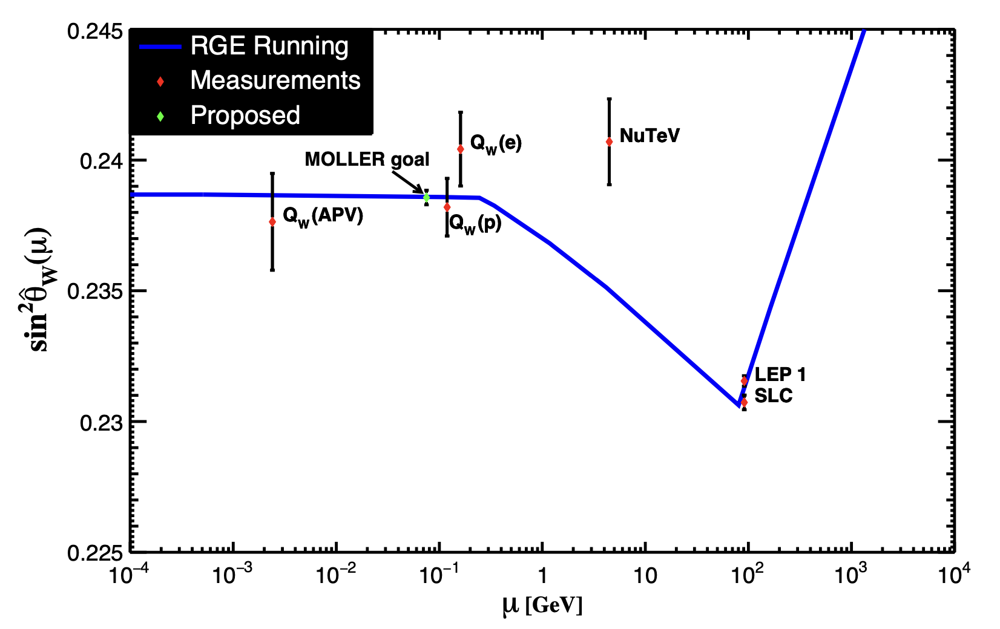 0.245
RGE Running
Measurements
Proposed
Q_W(e)
NuTeV
MOLLER goal
0.24
Q_W(APV)
Q_W(p)
sin²θ̂_W(μ)
0.235
LEP 1
SLC
0.23
0.225
10⁻⁴ 10⁻³ 10⁻² 10⁻¹ 1 10 10² 10³ 10⁴
μ [GeV]